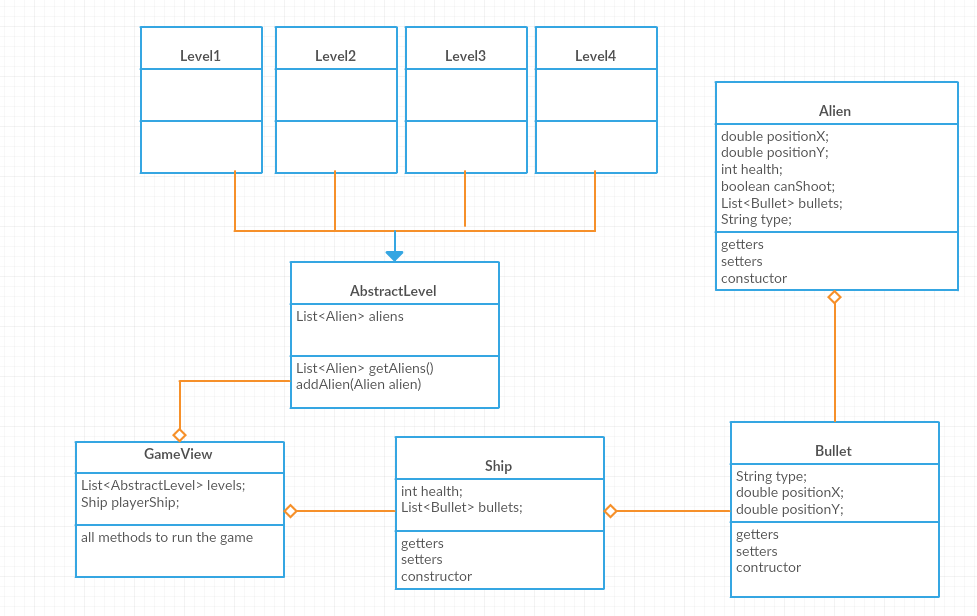 Level1
Level2
Level3
Level4
Alien
double positionX;
double positionY;
int health;
boolean canShoot;
List<Bullet> bullets;
String type;
getters
setters
constuctor
AbstractLevel
List<Alien> aliens
List<Alien> getAliens()
addAlien(Alien alien)
GameView
List<AbstractLevel> levels;
Ship playerShip;
all methods to run the game
Ship
int health;
List<Bullet> bullets;
getters
setters
constructor
Bullet
String type;
double positionX;
double positionY;
getters
setters
contructor